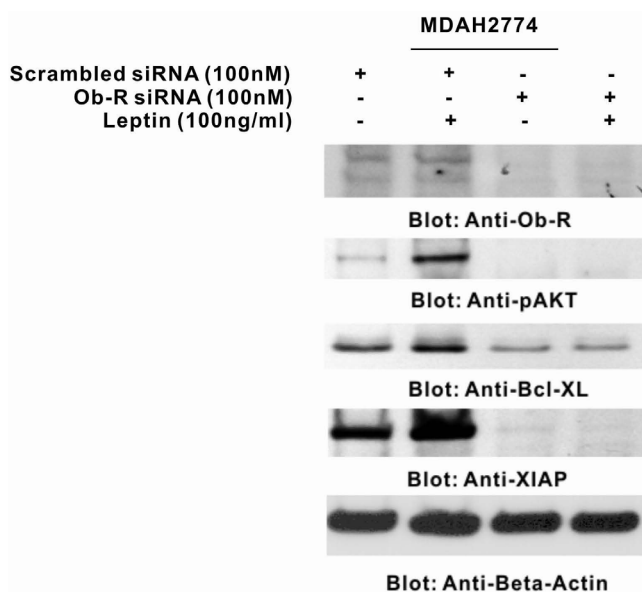 MDAH2774
Scrambled siRNA (100nM) + + - -
Ob-R siRNA (100nM) - - + +
Leptin (100ng/ml) - + - +
Blot: Anti-Ob-R
Blot: Anti-pAKT
Blot: Anti-Bcl-XL
Blot: Anti-XIAP
Blot: Anti-Beta-Actin